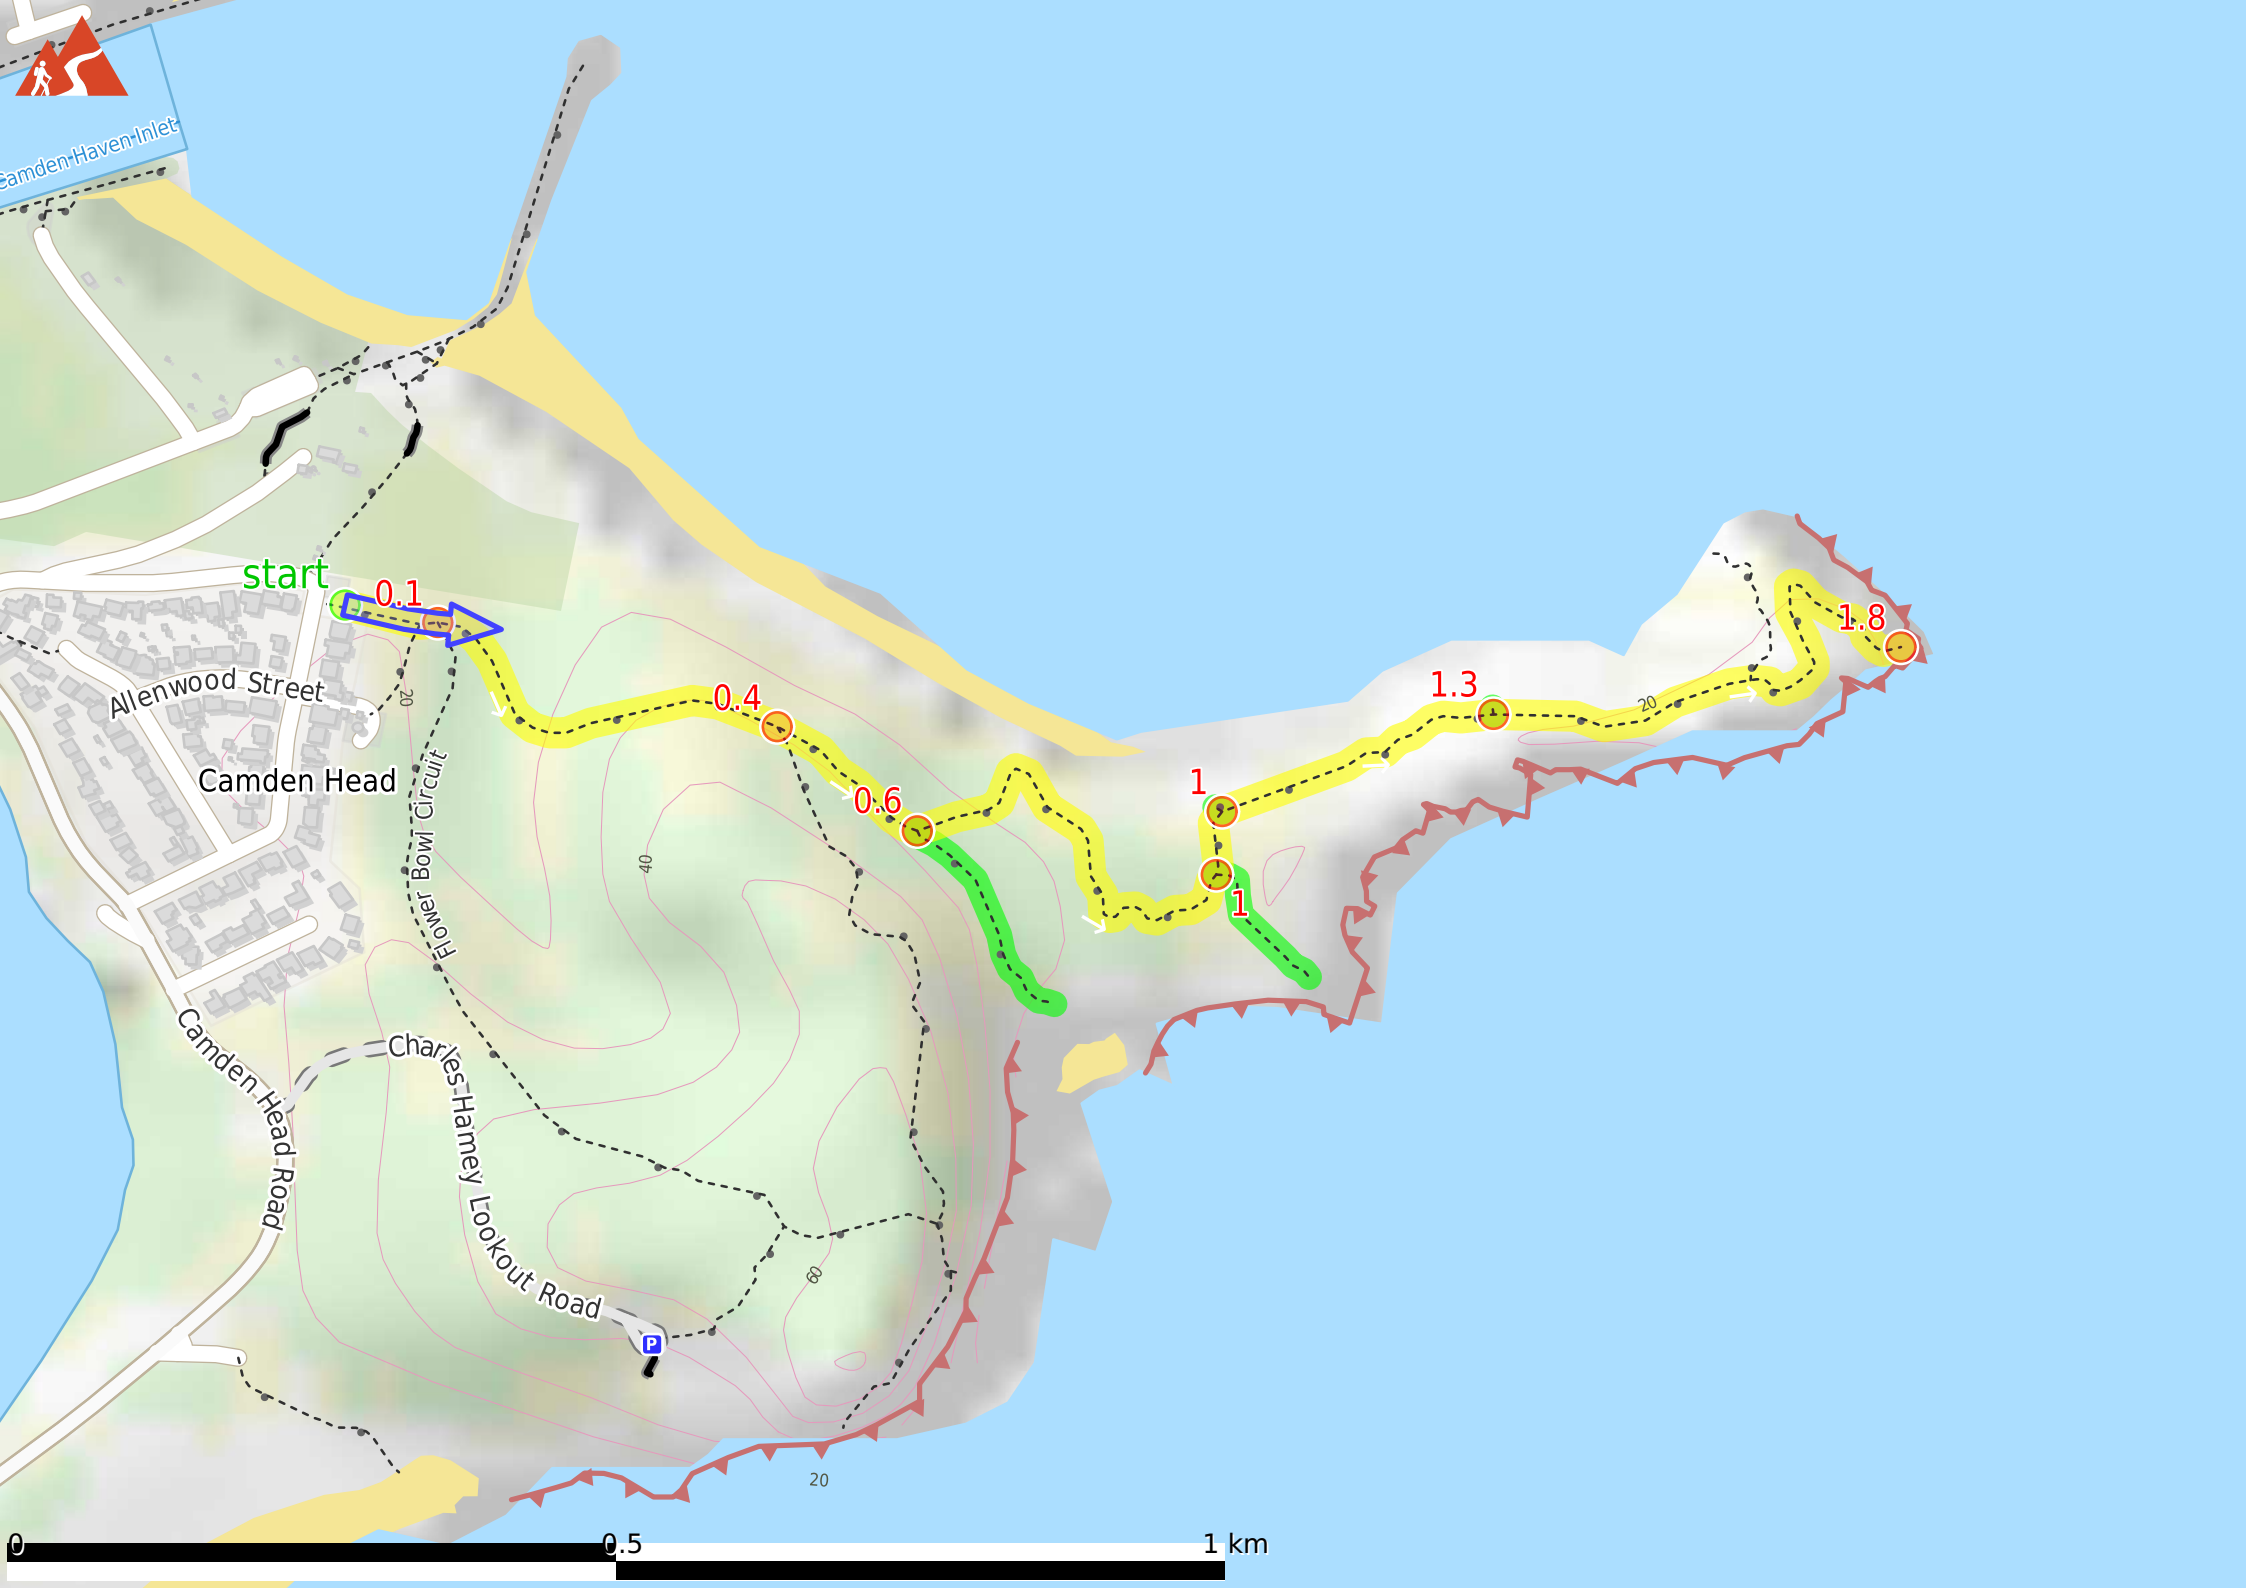 Camden Haven Inlet
start
0.1
Allenwood Street
20
0.4
Camden Head
Flower Bowl Circuit
0.6
40
1
1
1.3
20
1.8
Camden Head Road
Charles Hamey Lookout Road
60
P
20
0
0.5
1 km